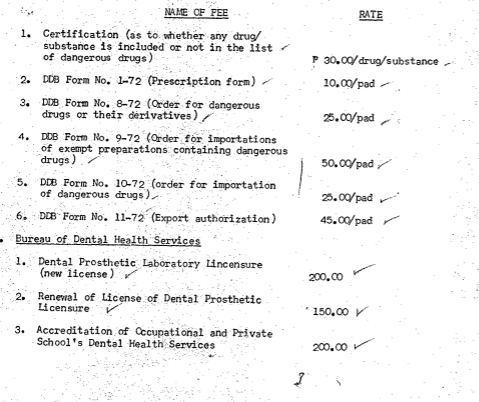 NAME OF FEE RATE
1. Certification (as to whether any drug/
substance is included or not in the list
of dangerous drugs) ₱ 30.00/drug/substance
2. DDB Form No. 1-72 (Prescription form) 10.00/pad
3. DDB Form No. 8-72 (Order for dangerous
drugs or their derivatives) 25.00/pad
4. DDB Form No. 9-72 (Order for importations
of exempt preparations containing dangerous
drugs) 50.00/pad
5. DDB Form No. 10-72 (order for importation
of dangerous drugs) 25.00/pad
6. DDB Form No. 11-72 (Export authorization) 45.00/pad
Bureau of Dental Health Services
1. Dental Prosthetic Laboratory Lincensure
(new license) 200.00
2. Renewal of License of Dental Prosthetic
Licensure 150.00
3. Accreditation of Occupational and Private
School's Dental Health Services 200.00